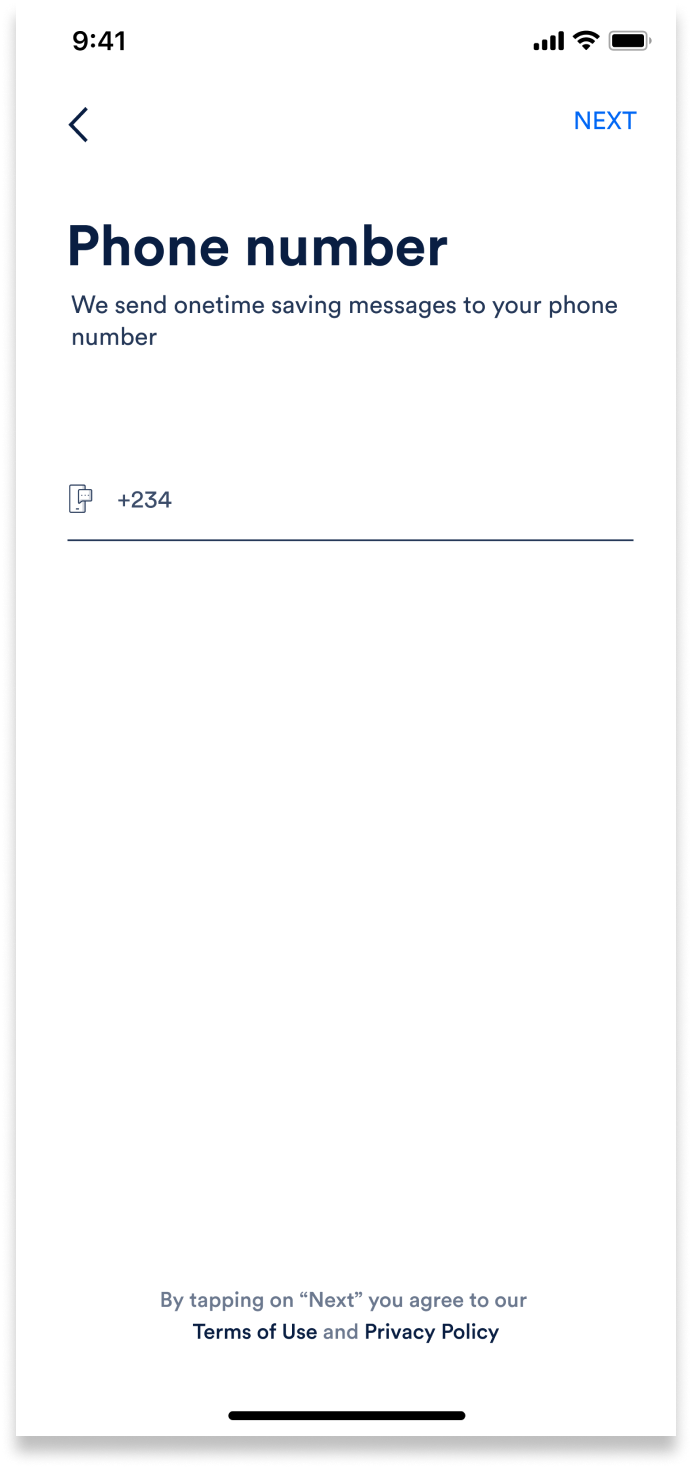 9:41
NEXT
Phone number
We send onetime saving messages to your phone
number
+234
By tapping on “Next” you agree to our
Terms of Use and Privacy Policy